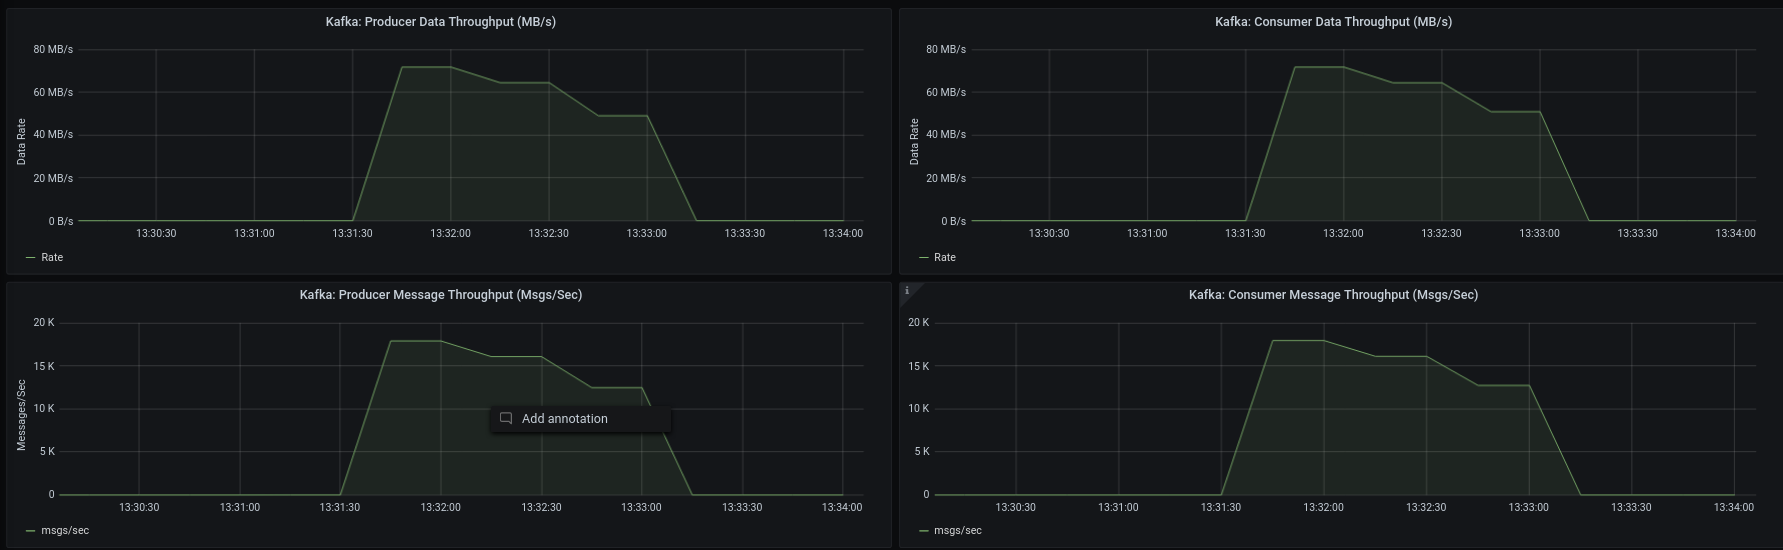 Kafka: Producer Data Throughput (MB/s)
80 MB/s
60 MB/s
40 MB/s
20 MB/s
0 B/s
Data Rate
13:30:30 13:31:00 13:31:30 13:32:00 13:32:30 13:33:00 13:33:30 13:34:00
Rate
Kafka: Consumer Data Throughput (MB/s)
80 MB/s
60 MB/s
40 MB/s
20 MB/s
0 B/s
Data Rate
13:30:30 13:31:00 13:31:30 13:32:00 13:32:30 13:33:00 13:33:30 13:34:00
Rate
Kafka: Producer Message Throughput (Msgs/Sec)
20 K
15 K
10 K
5 K
0
Messages/Sec
Add annotation
13:30:30 13:31:00 13:31:30 13:32:00 13:32:30 13:33:00 13:33:30 13:34:00
msgs/sec
i
Kafka: Consumer Message Throughput (Msgs/Sec)
20 K
15 K
10 K
5 K
0
13:30:30 13:31:00 13:31:30 13:32:00 13:32:30 13:33:00 13:33:30 13:34:00
msgs/sec